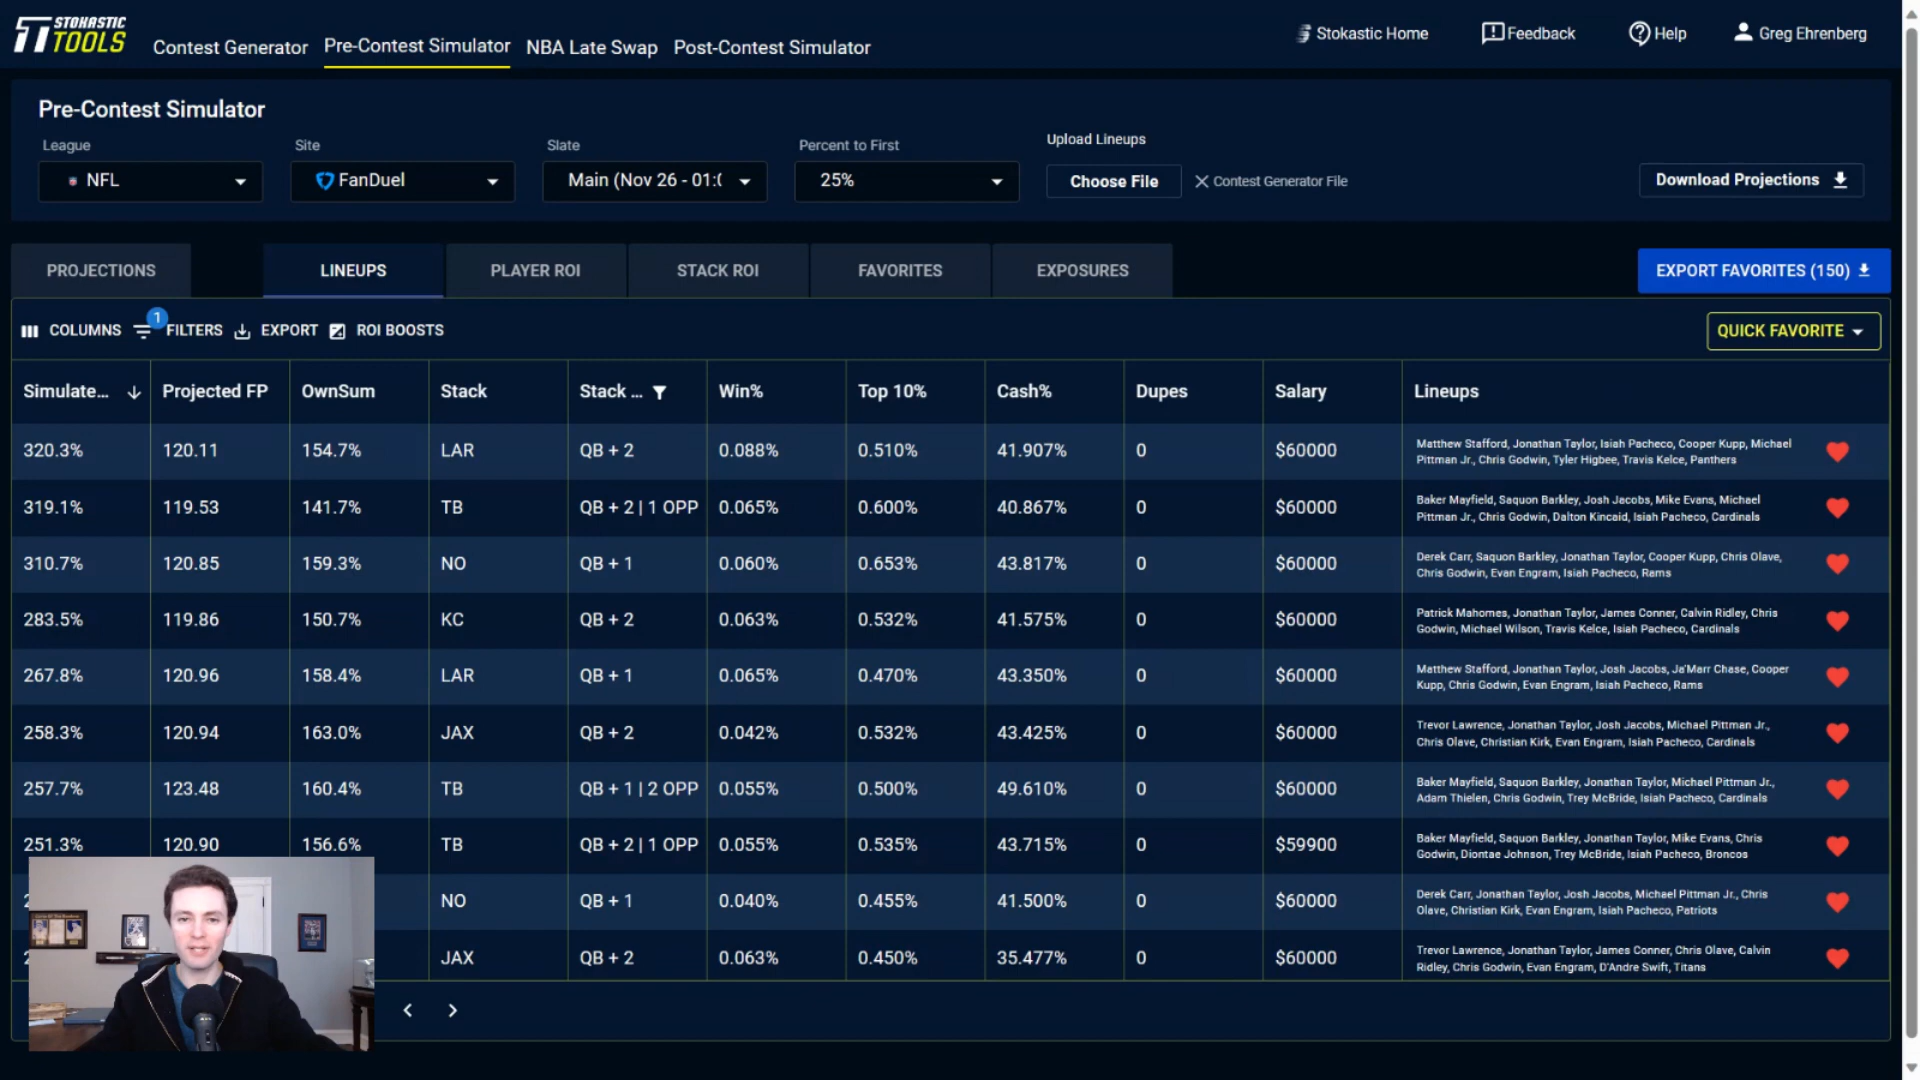 STOKASTIC
TOOLS
Contest Generator
Pre-Contest Simulator
NBA Late Swap
Post-Contest Simulator
Stokastic Home
Feedback
Help
Greg Ehrenberg
Pre-Contest Simulator
League
Site
Slate
Percent to First
Upload Lineups
NFL
FanDuel
Main (Nov 26 - 01:(
25%
Choose File
Contest Generator File
Download Projections
PROJECTIONS
LINEUPS
PLAYER ROI
STACK ROI
FAVORITES
EXPOSURES
EXPORT FAVORITES (150)
COLUMNS
1
FILTERS
EXPORT
ROI BOOSTS
QUICK FAVORITE
Simulate... Projected FP OwnSum Stack Stack ... Win% Top 10% Cash% Dupes Salary Lineups
320.3% 120.11 154.7% LAR QB + 2 0.088% 0.510% 41.907% 0 $60000
Matthew Stafford, Jonathan Taylor, Isiah Pacheco, Cooper Kupp, Michael
Pittman Jr., Chris Godwin, Tyler Higbee, Travis Kelce, Panthers
319.1% 119.53 141.7% TB QB + 2 | 1 OPP 0.065% 0.600% 40.867% 0 $60000
Baker Mayfield, Saquon Barkley, Josh Jacobs, Mike Evans, Michael
Pittman Jr., Chris Godwin, Dalton Kincaid, Isiah Pacheco, Cardinals
310.7% 120.85 159.3% NO QB + 1 0.060% 0.653% 43.817% 0 $60000
Derek Carr, Saquon Barkley, Jonathan Taylor, Cooper Kupp, Chris Olave,
Chris Godwin, Evan Engram, Isiah Pacheco, Rams
283.5% 119.86 150.7% KC QB + 2 0.063% 0.532% 41.575% 0 $60000
Patrick Mahomes, Jonathan Taylor, James Conner, Calvin Ridley, Chris
Godwin, Michael Wilson, Travis Kelce, Isiah Pacheco, Cardinals
267.8% 120.96 158.4% LAR QB + 1 0.065% 0.470% 43.350% 0 $60000
Matthew Stafford, Jonathan Taylor, Josh Jacobs, Ja'Marr Chase, Cooper
Kupp, Chris Godwin, Evan Engram, Isiah Pacheco, Rams
258.3% 120.94 163.0% JAX QB + 2 0.042% 0.532% 43.425% 0 $60000
Trevor Lawrence, Jonathan Taylor, Josh Jacobs, Michael Pittman Jr.,
Chris Olave, Christian Kirk, Evan Engram, Isiah Pacheco, Cardinals
257.7% 123.48 160.4% TB QB + 1 | 2 OPP 0.055% 0.500% 49.610% 0 $60000
Baker Mayfield, Saquon Barkley, Jonathan Taylor, Michael Pittman Jr.,
Adam Thielen, Chris Godwin, Trey McBride, Isiah Pacheco, Cardinals
251.3% 120.90 156.6% TB QB + 2 | 1 OPP 0.055% 0.535% 43.715% 0 $59900
Baker Mayfield, Saquon Barkley, Jonathan Taylor, Mike Evans, Chris
Godwin, Diontae Johnson, Trey McBride, Isiah Pacheco, Broncos
NO QB + 1 0.040% 0.455% 41.500% 0 $60000
Derek Carr, Jonathan Taylor, Josh Jacobs, Michael Pittman Jr., Chris
Olave, Christian Kirk, Evan Engram, Isiah Pacheco, Patriots
JAX QB + 2 0.063% 0.450% 35.477% 0 $60000
Trevor Lawrence, Jonathan Taylor, James Conner, Chris Olave, Calvin
Ridley, Chris Godwin, Evan Engram, D'Andre Swift, Titans